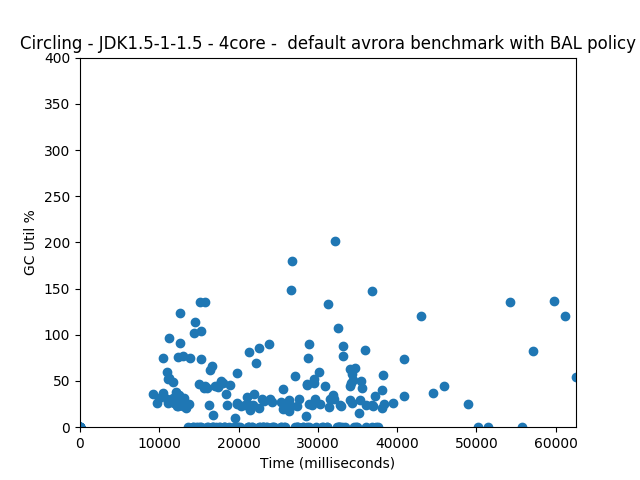 Circling - JDK1.5-1-1.5 - 4core -  default avrora benchmark with BAL policy
400
350
300
250
200
150
100
50
0
GC Util %
0 10000 20000 30000 40000 50000 60000
Time (milliseconds)